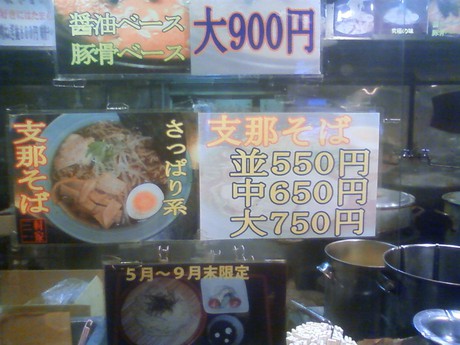 醤油ベース
豚骨ベース
大900円
支那そば
さっぱり系
支那そば
並550円
中650円
大750円
5月〜9月末限定